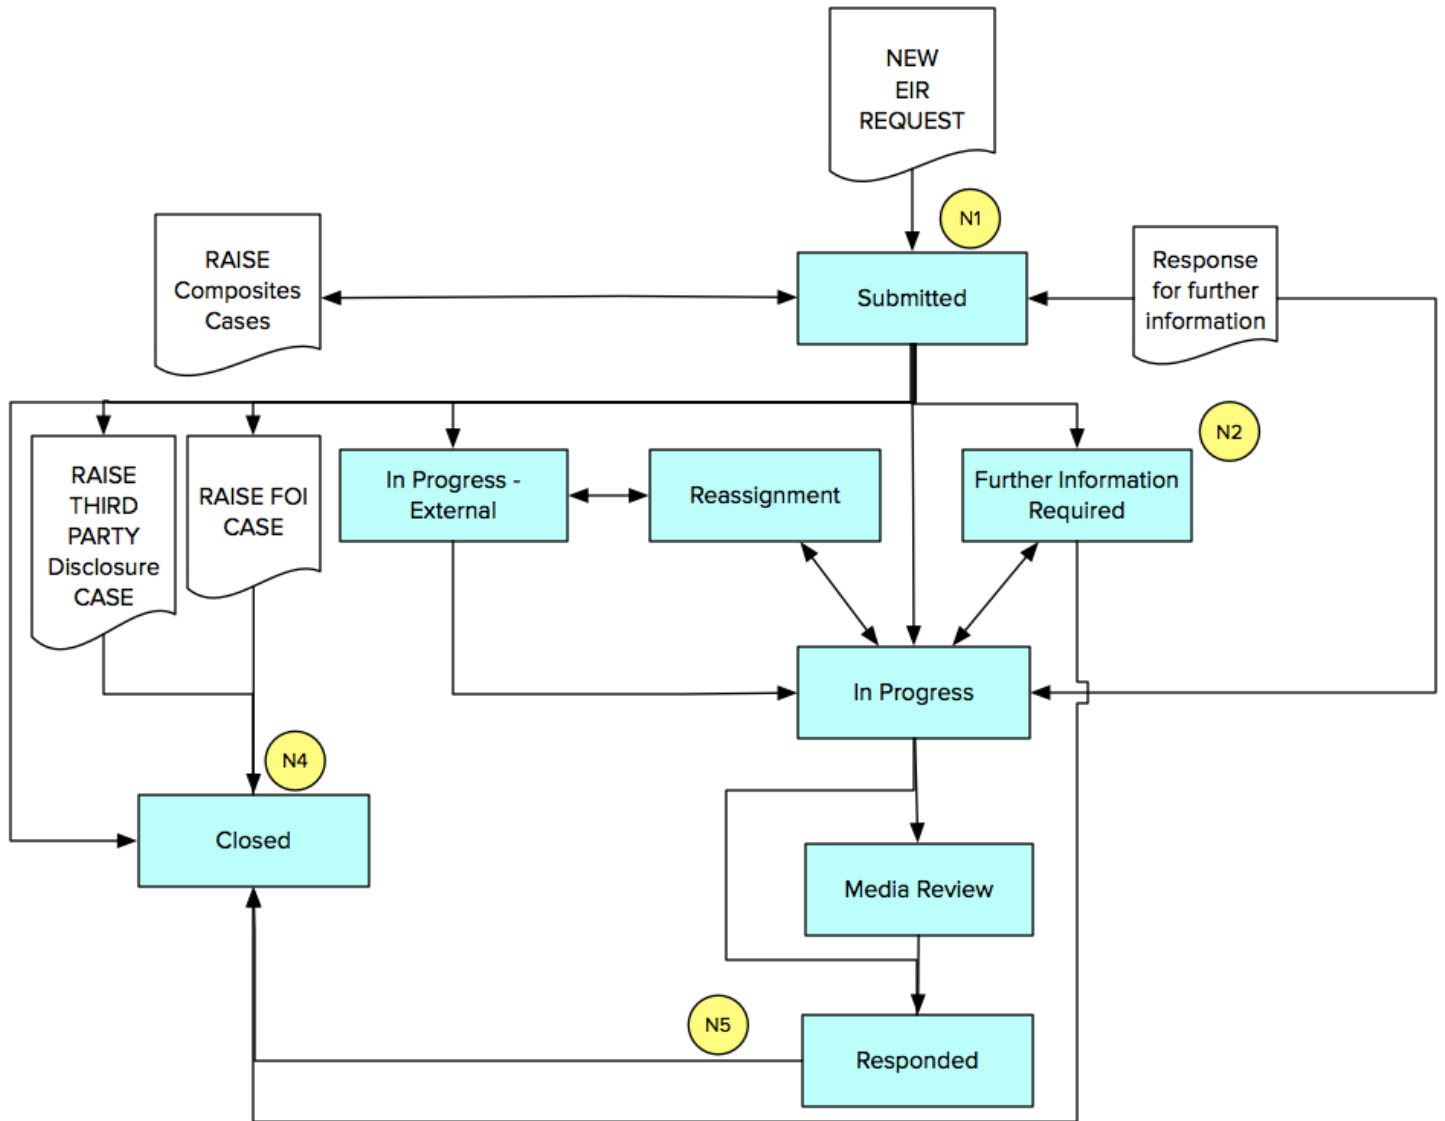 NEW
EIR
REQUEST
N1
RAISE
Composites
Cases
Submitted
Response
for further
information
N2
RAISE
THIRD
PARTY
Disclosure
CASE
RAISE FOI
CASE
In Progress -
External
Reassignment
Further Information
Required
In Progress
N4
Closed
Media Review
N5
Responded